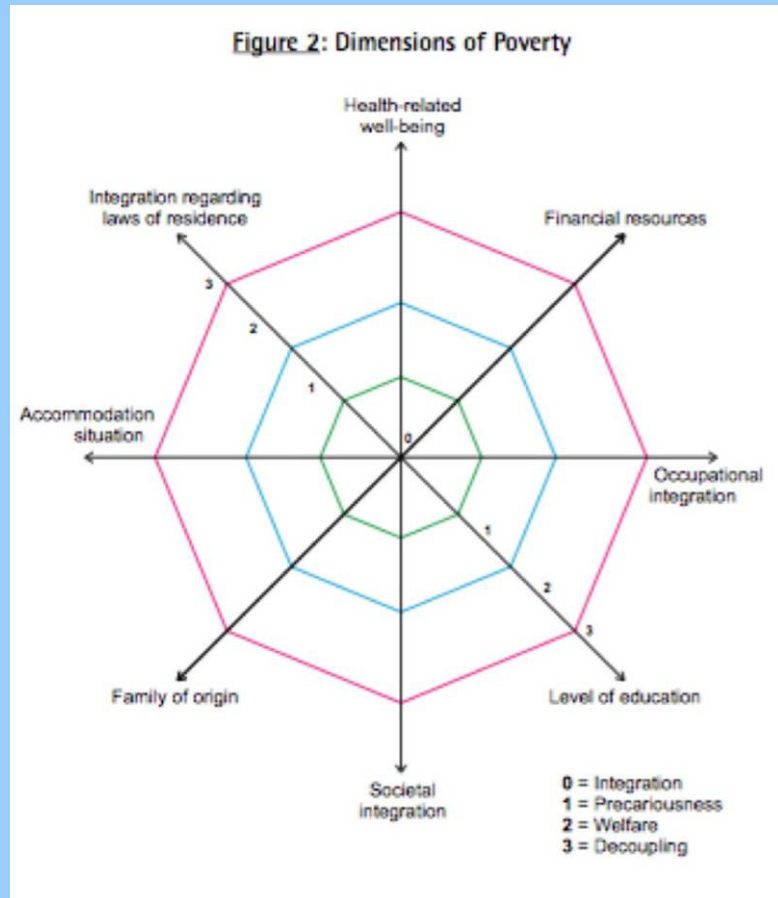 Figure 2: Dimensions of Poverty
Health-related
well-being
Integration regarding
laws of residence
Financial resources
3
2
1
0
Accommodation
situation
Occupational
integration
1
2
3
Family of origin
Level of education
Societal
integration
0 = Integration
1 = Precariousness
2 = Welfare
3 = Decoupling